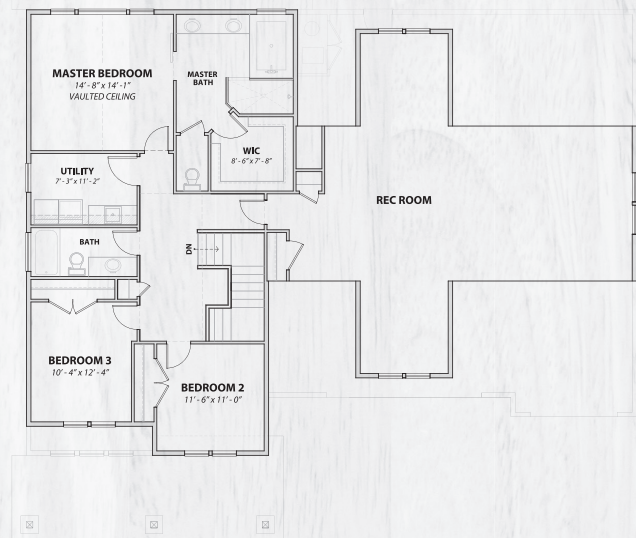 MASTER BEDROOM
14' - 8" x 14' -1"
VAULTED CEILING
MASTER
BATH
WIC
8' - 6" x 7' - 8"
UTILITY
7' - 3" x 11' - 2"
REC ROOM
BATH
DN
BEDROOM 3
10' - 4" x 12' - 4"
BEDROOM 2
11' - 6" x 11' - 0"